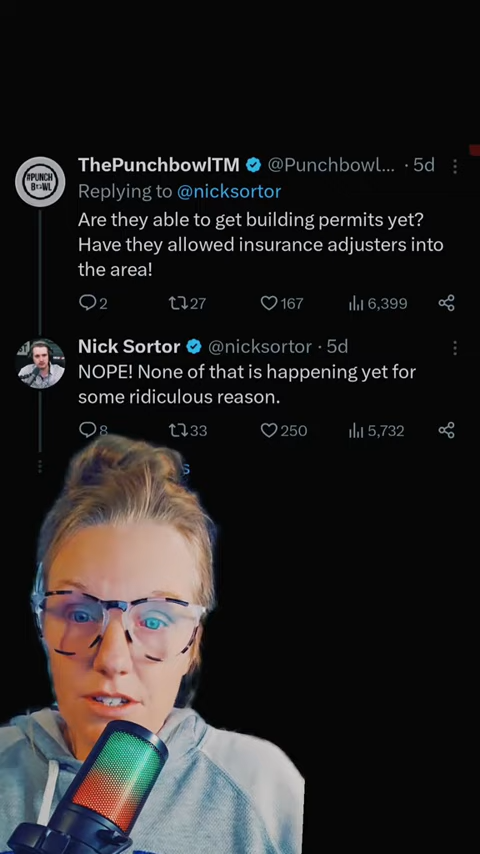 #PUNCH
BOWL
ThePunchbowlTM @Punchbowl... · 5d
Replying to @nicksortor
Are they able to get building permits yet?
Have they allowed insurance adjusters into
the area!
2 27 167 6,399
Nick Sortor @nicksortor · 5d
NOPE! None of that is happening yet for
some ridiculous reason.
8 33 250 5,732